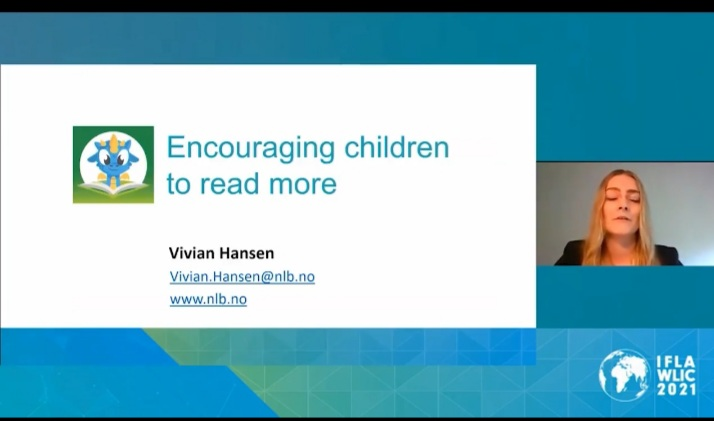 Encouraging children
to read more
Vivian Hansen
Vivian.Hansen@nlb.no
www.nlb.no
IFLA
WLIC
2021